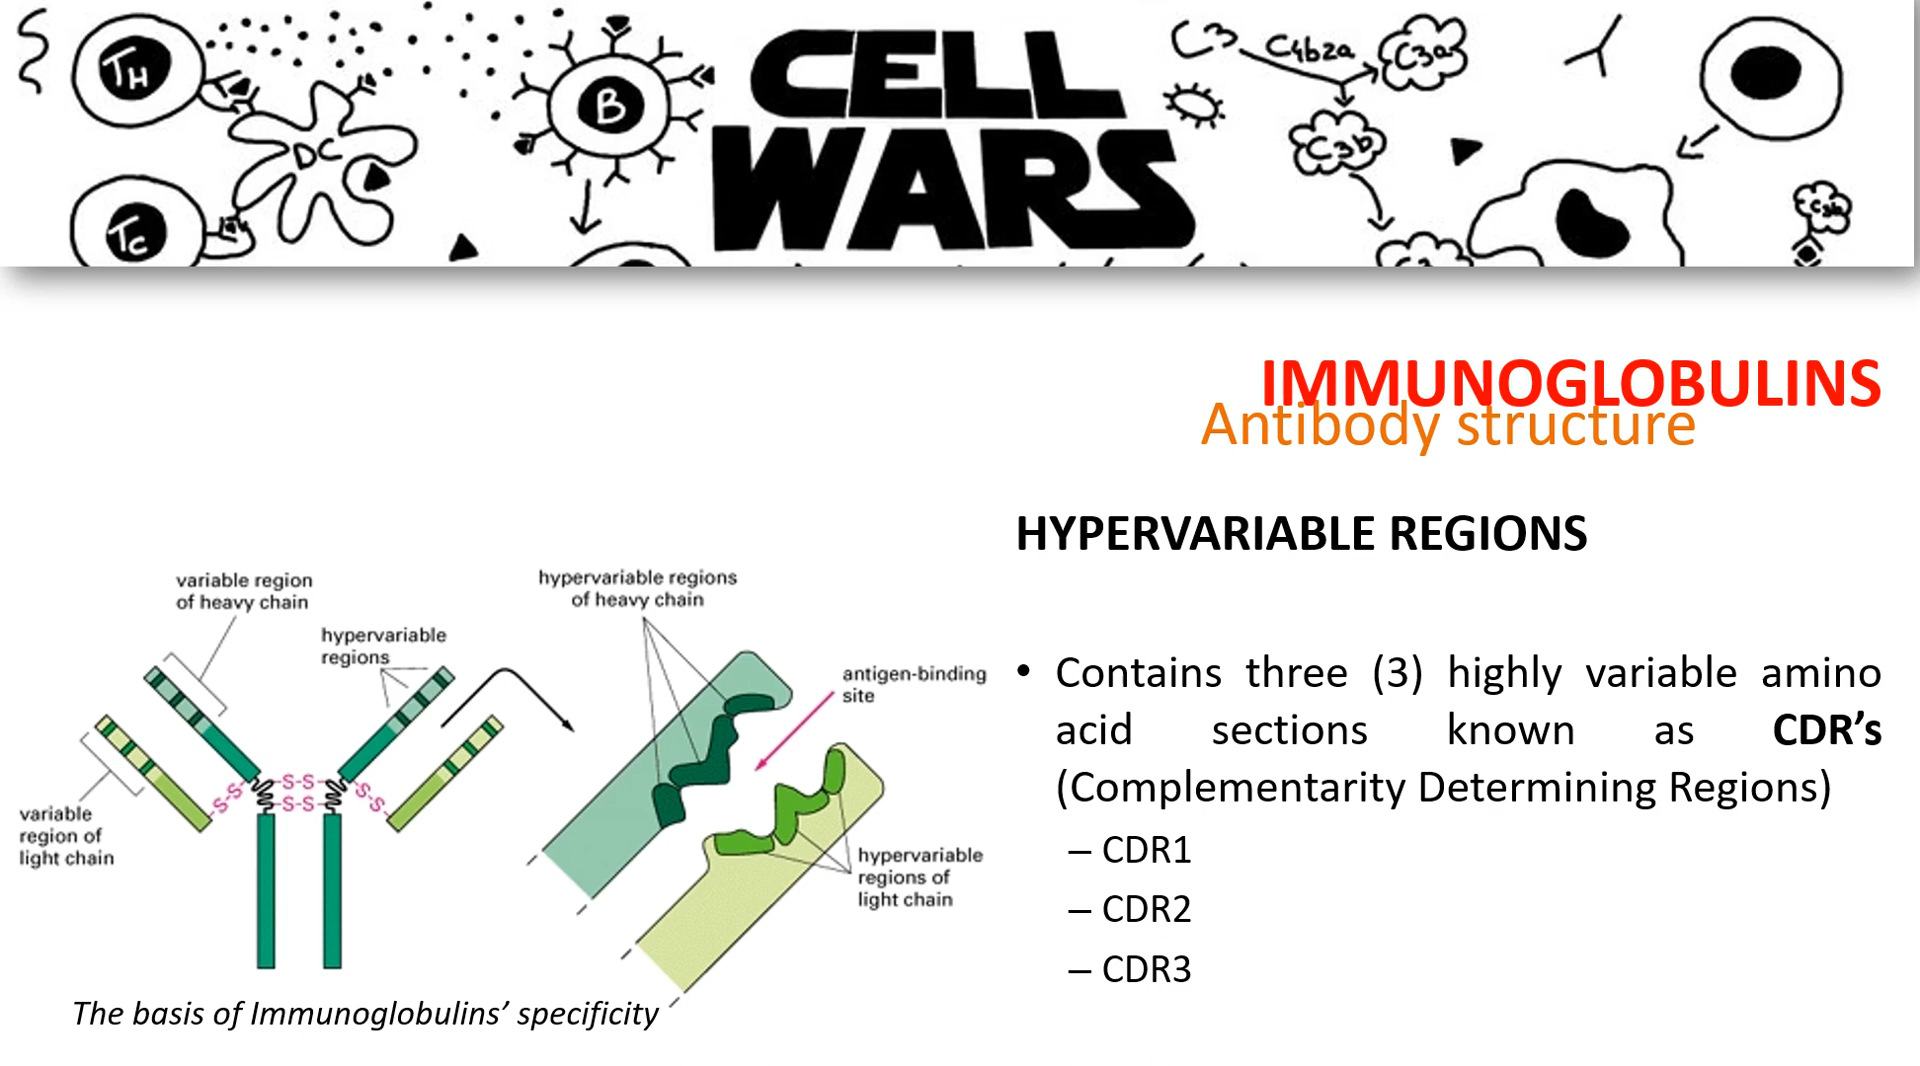 TH
DC
TC
B
CELL
WARS
C3
C4b2a
C3a
C3b
C3b
IMMUNOGLOBULINS
Antibody structure
HYPERVARIABLE REGIONS
• Contains three (3) highly variable amino
acid sections known as CDR’s
(Complementarity Determining Regions)
– CDR1
– CDR2
– CDR3
variable region
of heavy chain
hypervariable
regions
variable
region of
light chain
S-S
S-S
S-S
S-S
hypervariable regions
of heavy chain
antigen-binding
site
hypervariable
regions of
light chain
The basis of Immunoglobulins’ specificity